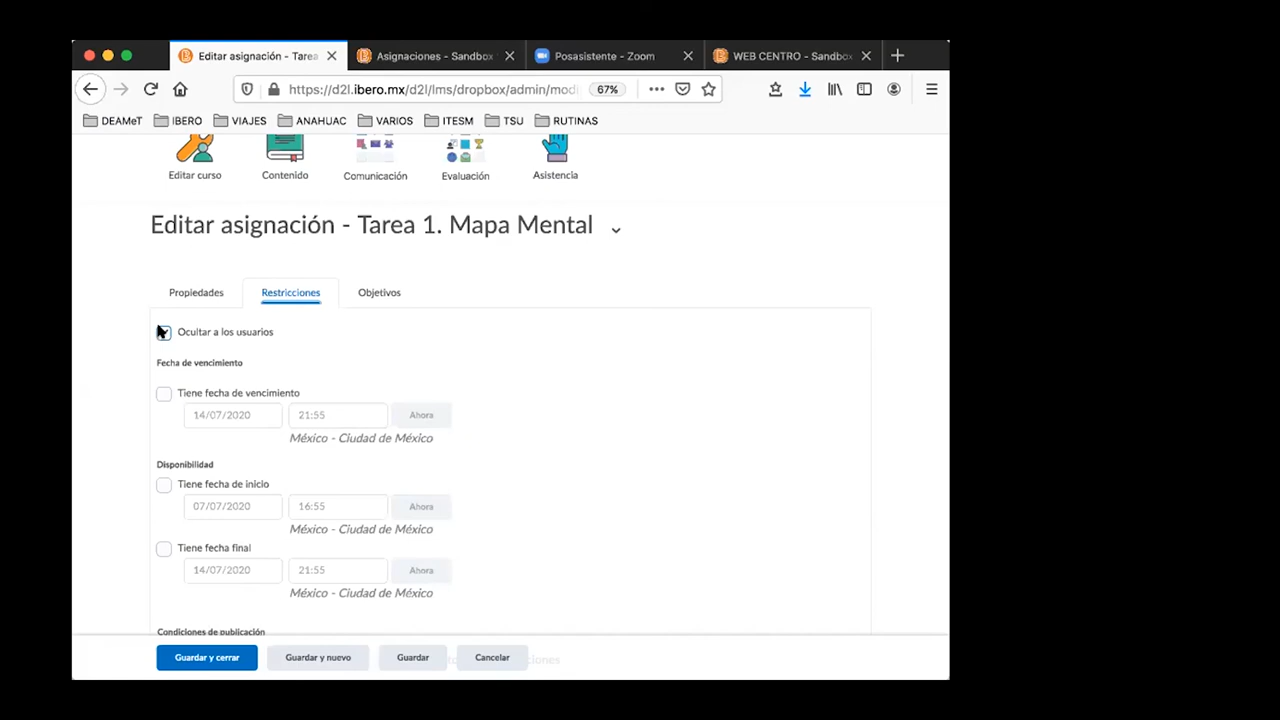 Editar asignación - Tarea
Asignaciones - Sandbox
Posasistente - Zoom
WEB CENTRO - Sandbox
https://d2l.ibero.mx/d2l/lms/dropbox/admin/mod
67%
DEAMeT
IBERO
VIAJES
ANAHUAC
VARIOS
ITESM
TSU
RUTINAS
Editar curso
Contenido
Comunicación
Evaluación
Asistencia
Editar asignación - Tarea 1. Mapa Mental
Propiedades
Restricciones
Objetivos
Ocultar a los usuarios
Fecha de vencimiento
Tiene fecha de vencimiento
14/07/2020 21:55 Ahora
México - Ciudad de México
Disponibilidad
Tiene fecha de inicio
07/07/2020 16:55 Ahora
México - Ciudad de México
Tiene fecha final
14/07/2020 21:55 Ahora
México - Ciudad de México
Condiciones de publicación
Guardar y cerrar
Guardar y nuevo
Guardar
Cancelar